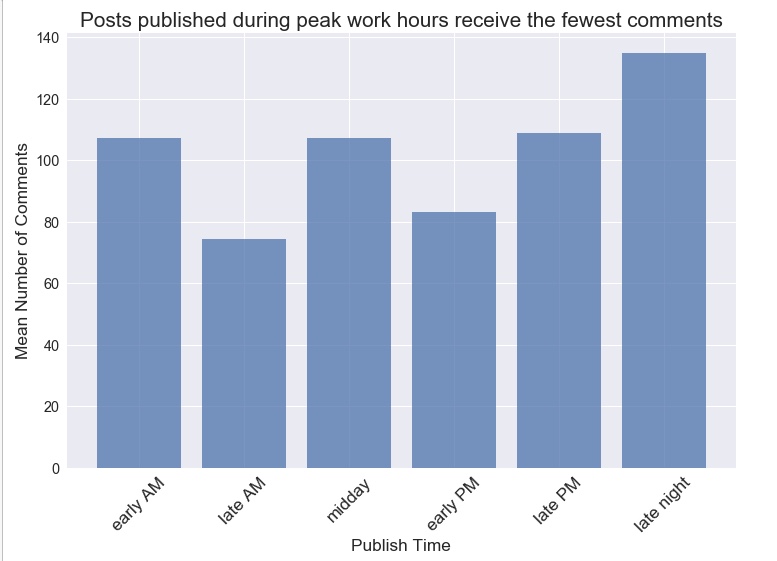 Posts published during peak work hours receive the fewest comments
140
120
100
80
60
40
20
0
Mean Number of Comments
early AM
late AM
midday
early PM
late PM
late night
Publish Time